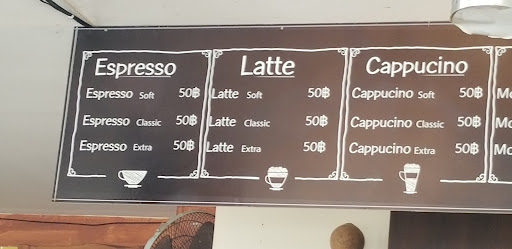 Espresso
Espresso Soft 50฿
Espresso Classic 50฿
Espresso Extra 50฿
Latte
Latte Soft 50฿
Latte Classic 50฿
Latte Extra 50฿
Cappucino
Cappucino Soft 50฿
Cappucino Classic 50฿
Cappucino Extra 50฿